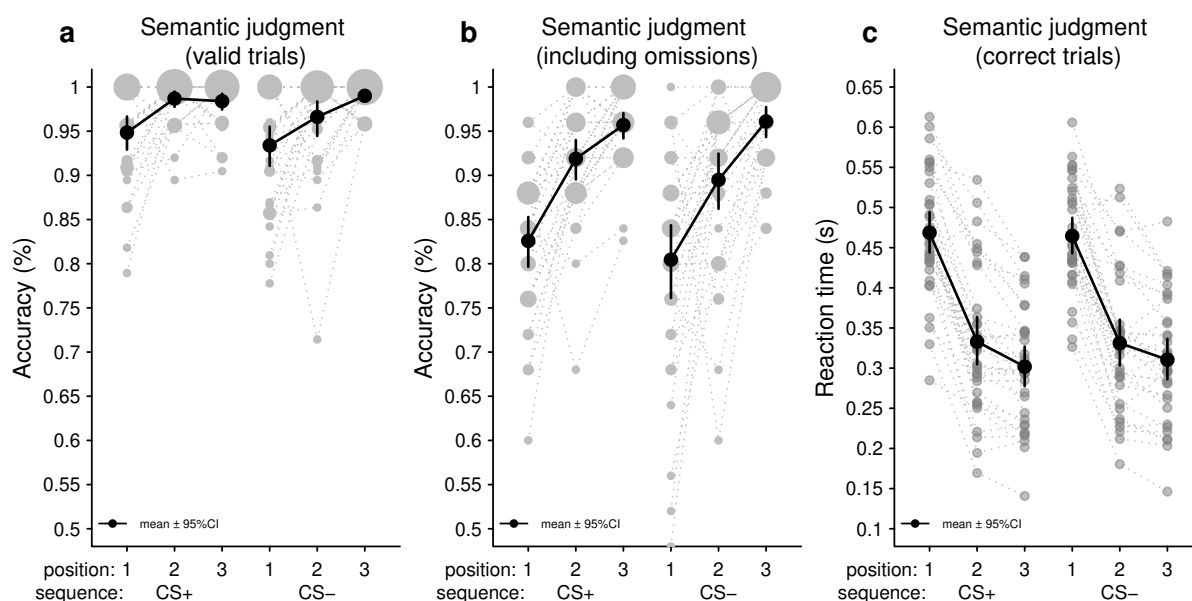 a
Semantic judgment
(valid trials)
Accuracy (%)
1
0.95
0.9
0.85
0.8
0.75
0.7
0.65
0.6
0.55
0.5
mean ± 95%CI
position: 1 2 3 1 2 3
sequence: CS+ CS−
b
Semantic judgment
(including omissions)
Accuracy (%)
1
0.95
0.9
0.85
0.8
0.75
0.7
0.65
0.6
0.55
0.5
mean ± 95%CI
position: 1 2 3 1 2 3
sequence: CS+ CS−
c
Semantic judgment
(correct trials)
Reaction time (s)
0.65
0.6
0.55
0.5
0.45
0.4
0.35
0.3
0.25
0.2
0.15
0.1
mean ± 95%CI
position: 1 2 3 1 2 3
sequence: CS+ CS−